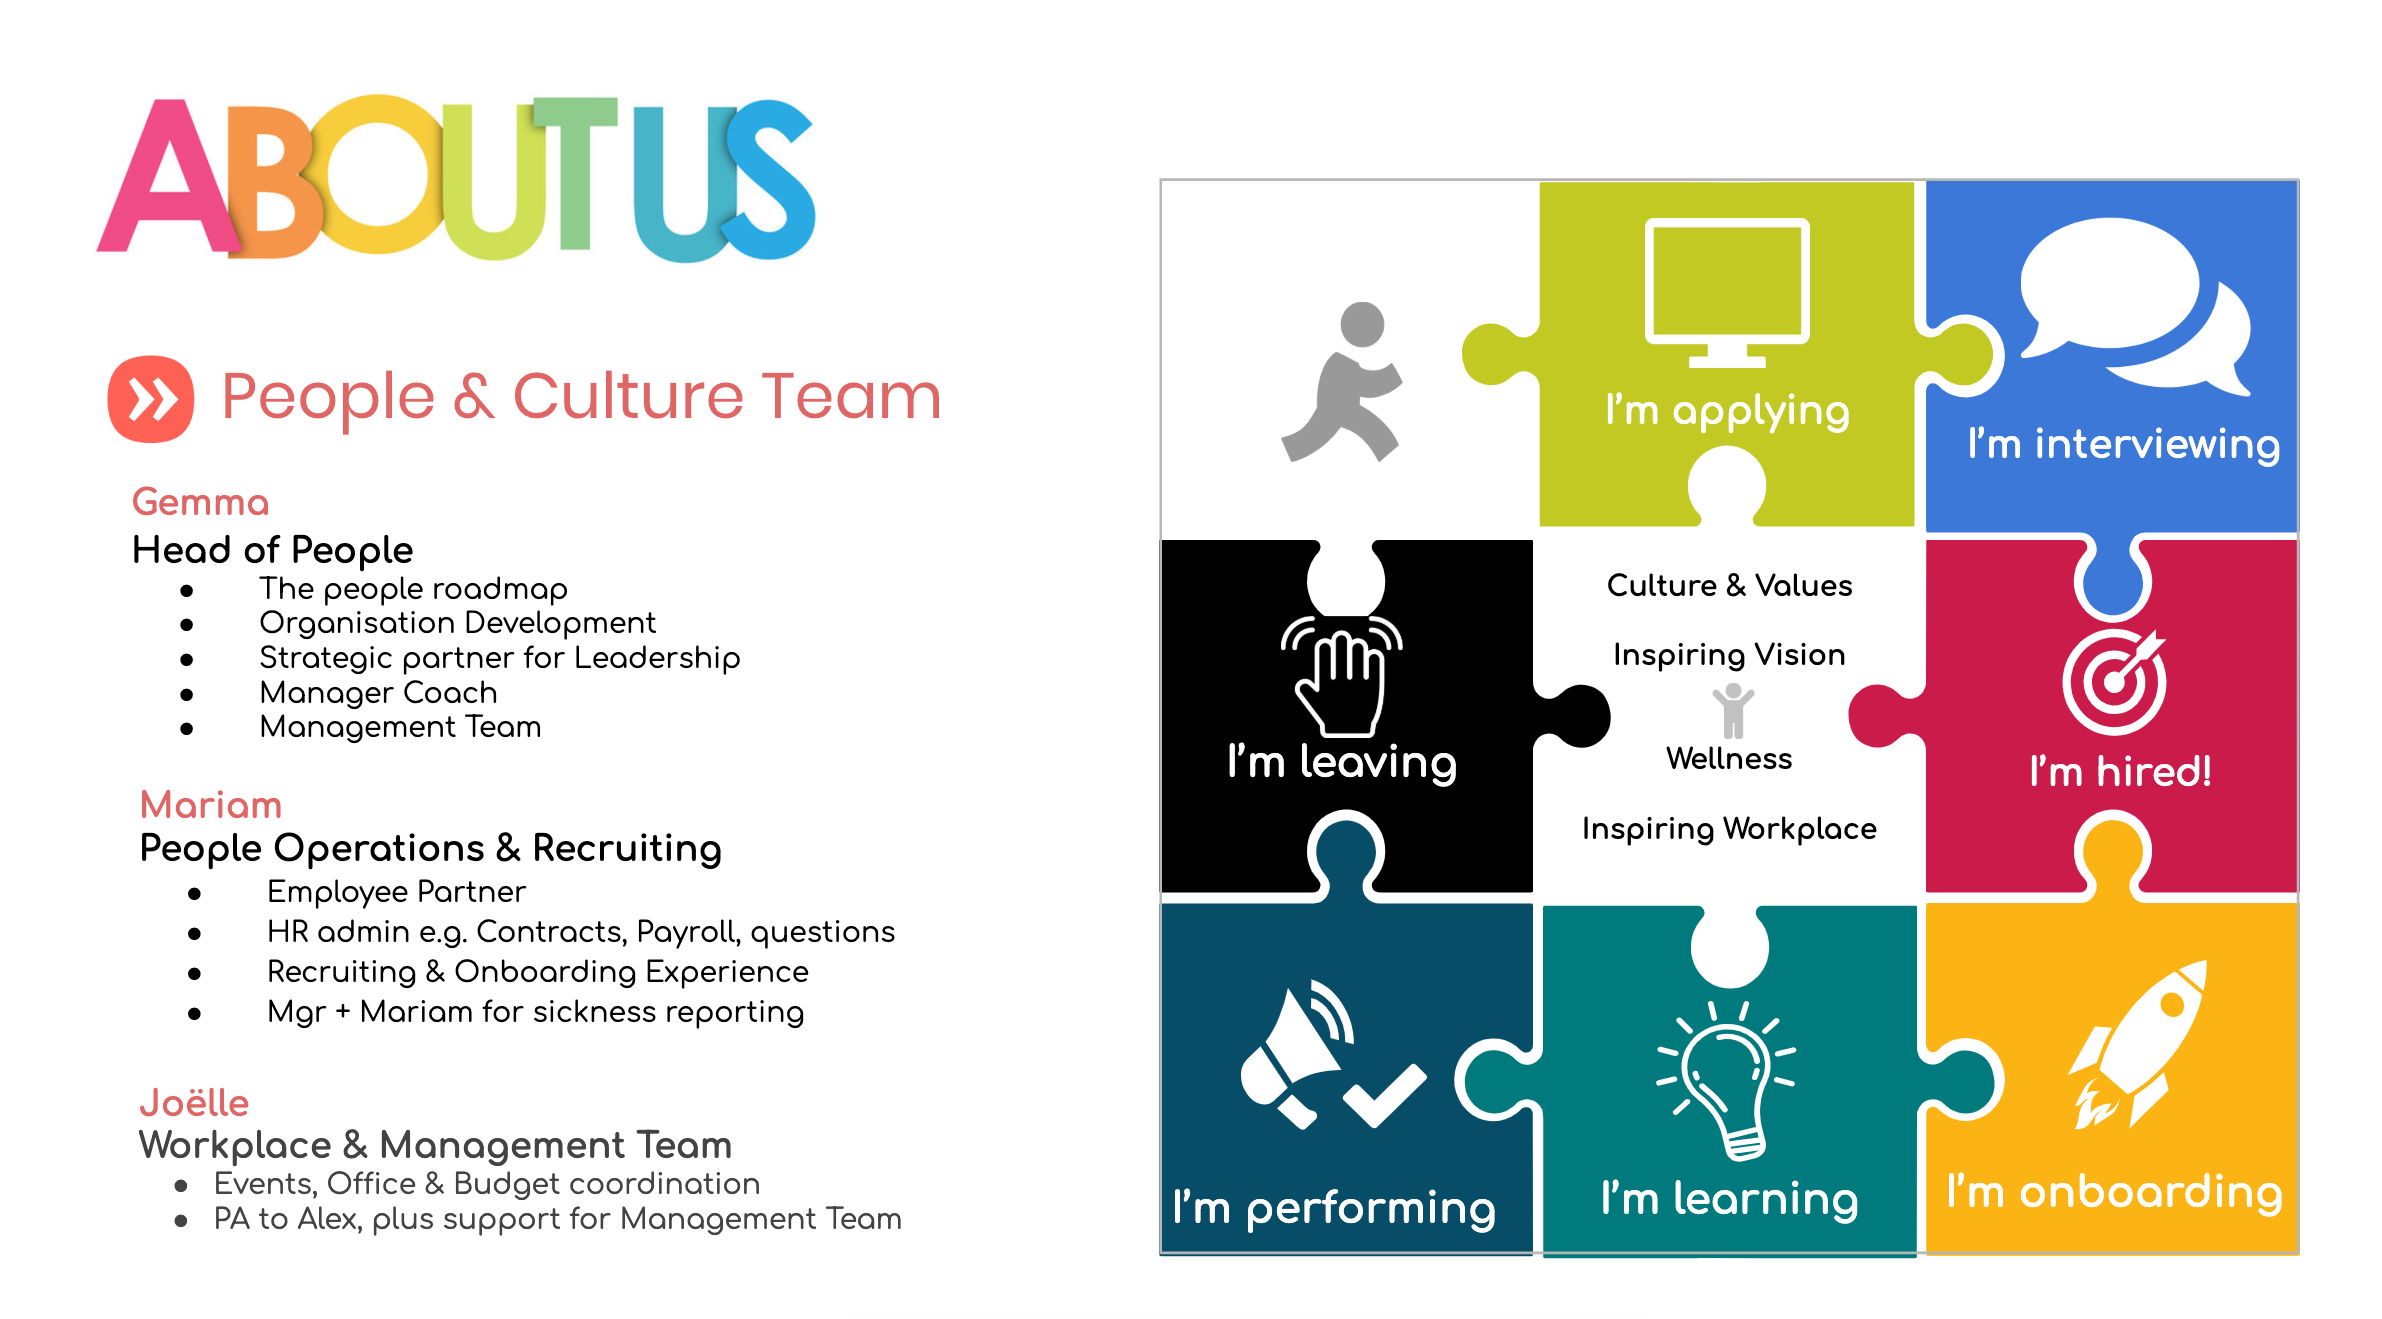 ABOUT US
People & Culture Team
Gemma
Head of People
● The people roadmap
● Organisation Development
● Strategic partner for Leadership
● Manager Coach
● Management Team
Mariam
People Operations & Recruiting
● Employee Partner
● HR admin e.g. Contracts, Payroll, questions
● Recruiting & Onboarding Experience
● Mgr + Mariam for sickness reporting
Joëlle
Workplace & Management Team
● Events, Office & Budget coordination
● PA to Alex, plus support for Management Team
I'm applying
I'm interviewing
I'm leaving
Culture & Values
Inspiring Vision
Wellness
Inspiring Workplace
I'm hired!
I'm performing
I'm learning
I'm onboarding